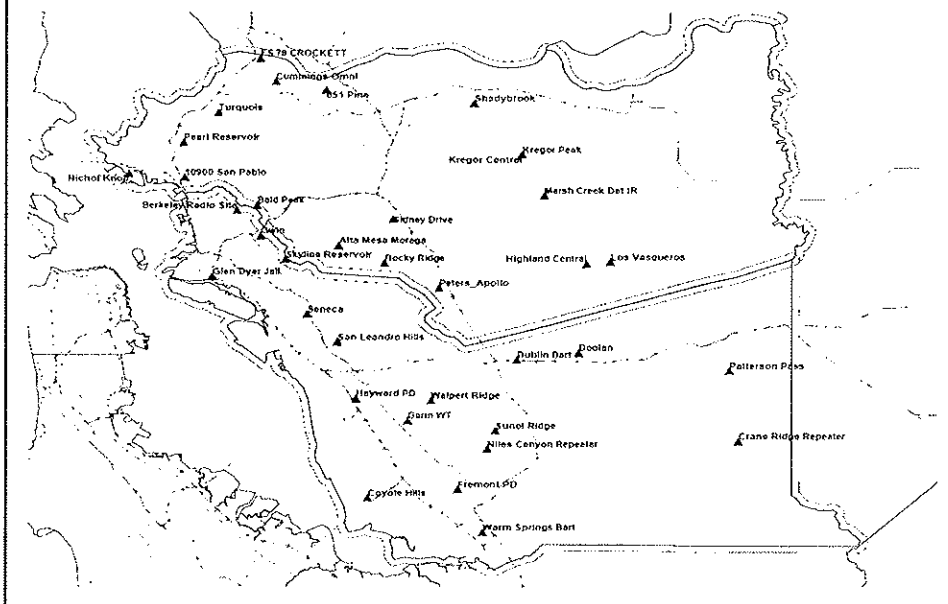 FS 78 CROCKETT
Cummings Omni
651 Pine
Turquois
Shadybrook
Pearl Reservoir
Kregor Peak
Kregor Central
Nichol Knob
10900 San Pablo
Marsh Creek Det IR
Bald Peak
Berkeley Radio Site
Sidney Drive
Alta Mesa Moraga
Skyline Reservoir
Rocky Ridge
Highland Central
Los Vasqueros
Glen Dyer Jail
Peters_Apollo
Seneca
San Leandro Hills
Doolan
Dublin Bart
Patterson Pass
Hayward PD
Walpert Ridge
Garin WT
Sunol Ridge
Crane Ridge Repeater
Niles Canyon Repeater
Fremont PD
Coyote Hills
Warm Springs Bart